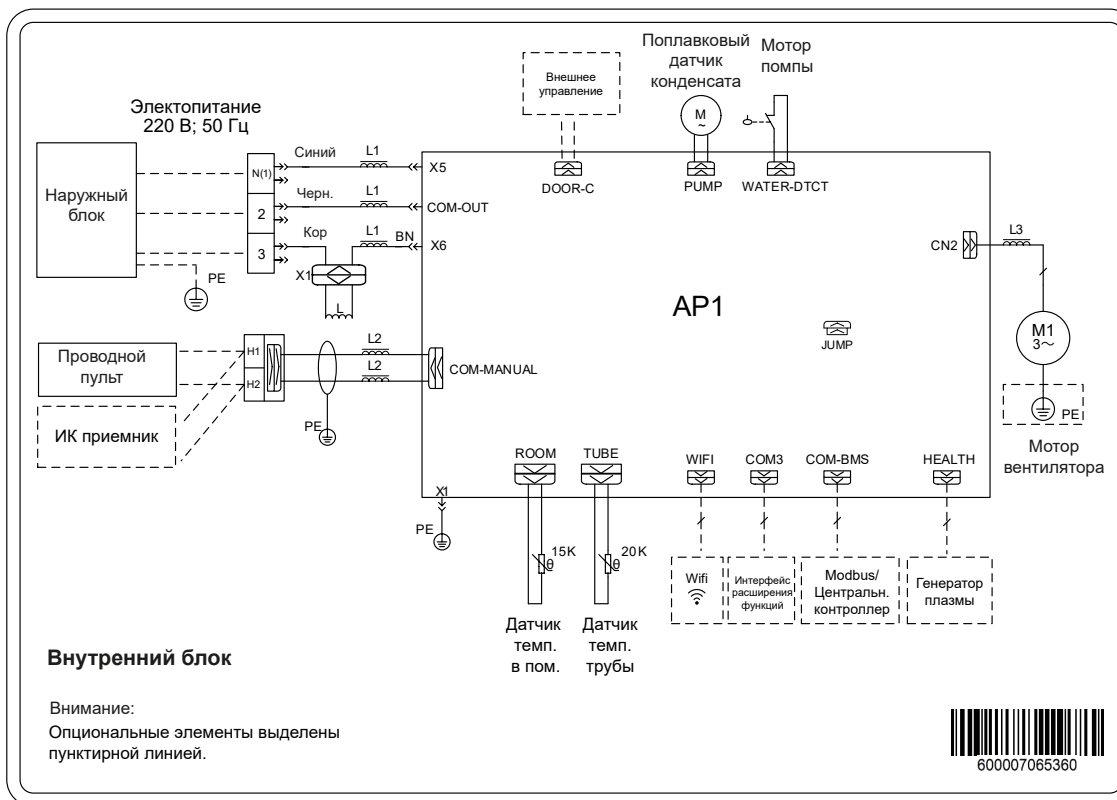 Поплавковый
датчик
конденсата
Мотор
помпы
Внешнее
управление
M
~
Электопитание
220 В; 50 Гц
Наружный
блок
N(1)
2
3
Синий
L1
X5
Черн.
L1
COM-OUT
Кор
L1
BN
X6
X1
L
PE
DOOR-C
PUMP
WATER-DTCT
CN2
L3
AP1
JUMP
M1
3~
PE
Мотор
вентилятора
Проводной
пульт
ИК приемник
H1
H2
L2
L2
COM-MANUAL
PE
X1
PE
ROOM
TUBE
WIFI
COM3
COM-BMS
HEALTH
15K
θ
20K
θ
Датчик
темп.
в пом.
Датчик
темп.
трубы
Wifi
Интерфейс
расширения
функций
Modbus/
Центральн.
контроллер
Генератор
плазмы
Внутренний блок
Внимание:
Опциональные элементы выделены
пунктирной линией.
600007065360